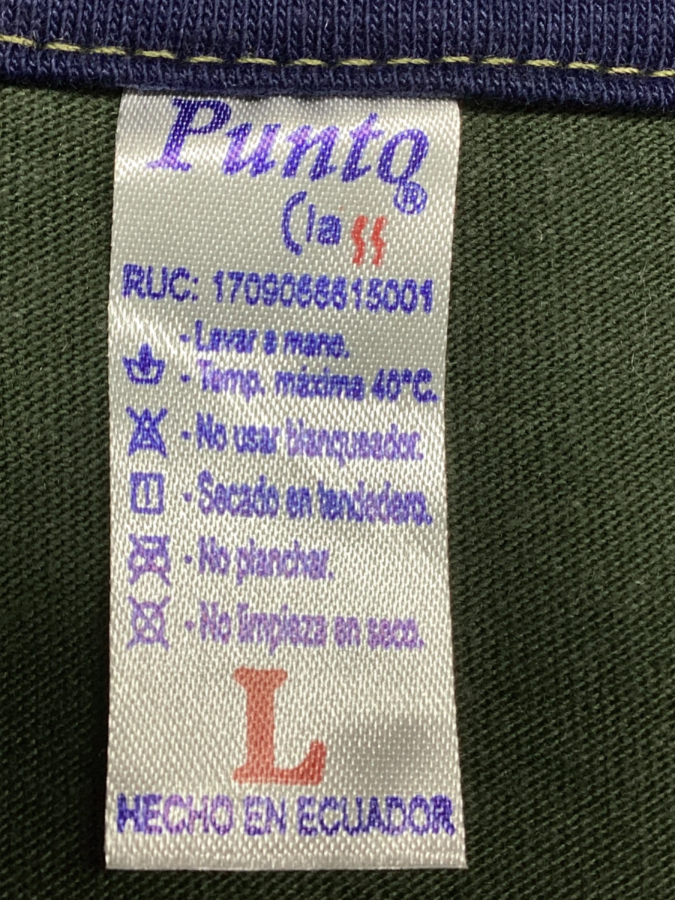 Punto®
Class
RUC: 1709066615001
- Lavar a mano.
- Temp. máxima 40°C.
- No usar blanqueador.
- Secado en tendedero.
- No planchar.
- No limpieza en seco.
L
HECHO EN ECUADOR